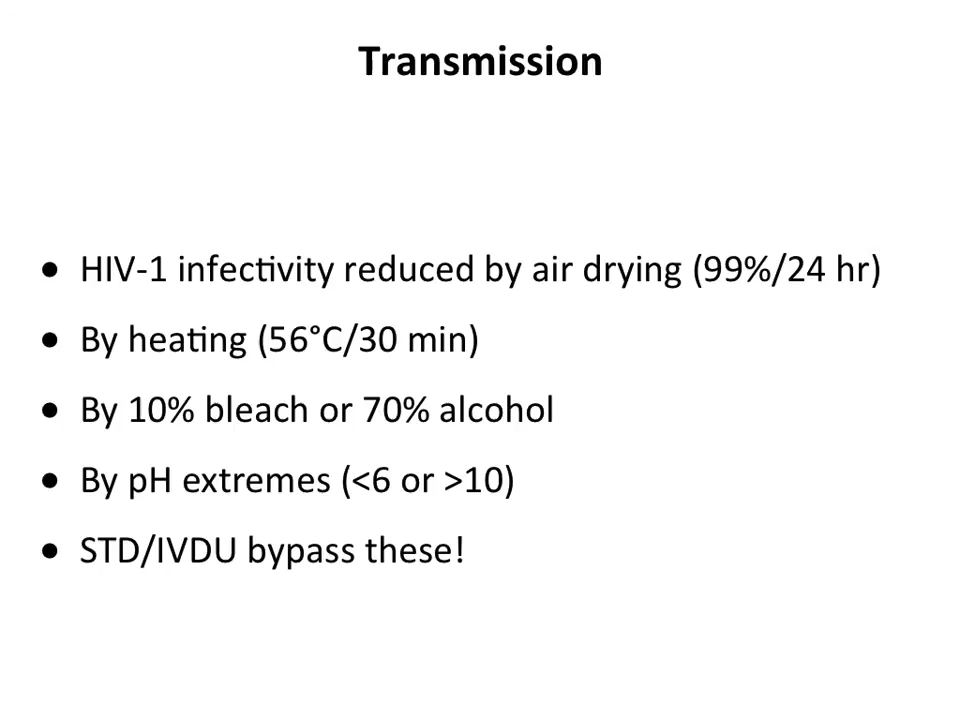 Transmission
• HIV-1 infectivity reduced by air drying (99%/24 hr)
• By heating (56°C/30 min)
• By 10% bleach or 70% alcohol
• By pH extremes (<6 or >10)
• STD/IVDU bypass these!